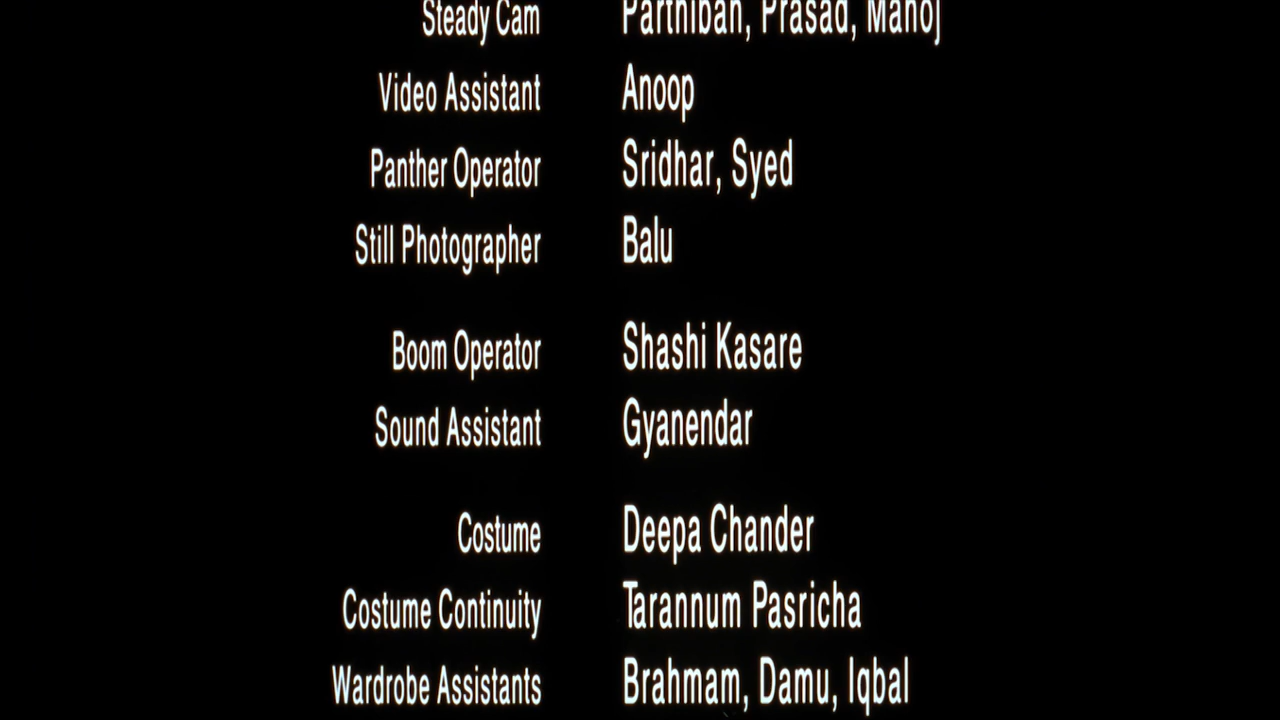 Steady Cam Parthiban, Prasad, Manoj
Video Assistant Anoop
Panther Operator Sridhar, Syed
Still Photographer Balu
Boom Operator Shashi Kasare
Sound Assistant Gyanendar
Costume Deepa Chander
Costume Continuity Tarannum Pasricha
Wardrobe Assistants Brahmam, Damu, Iqbal